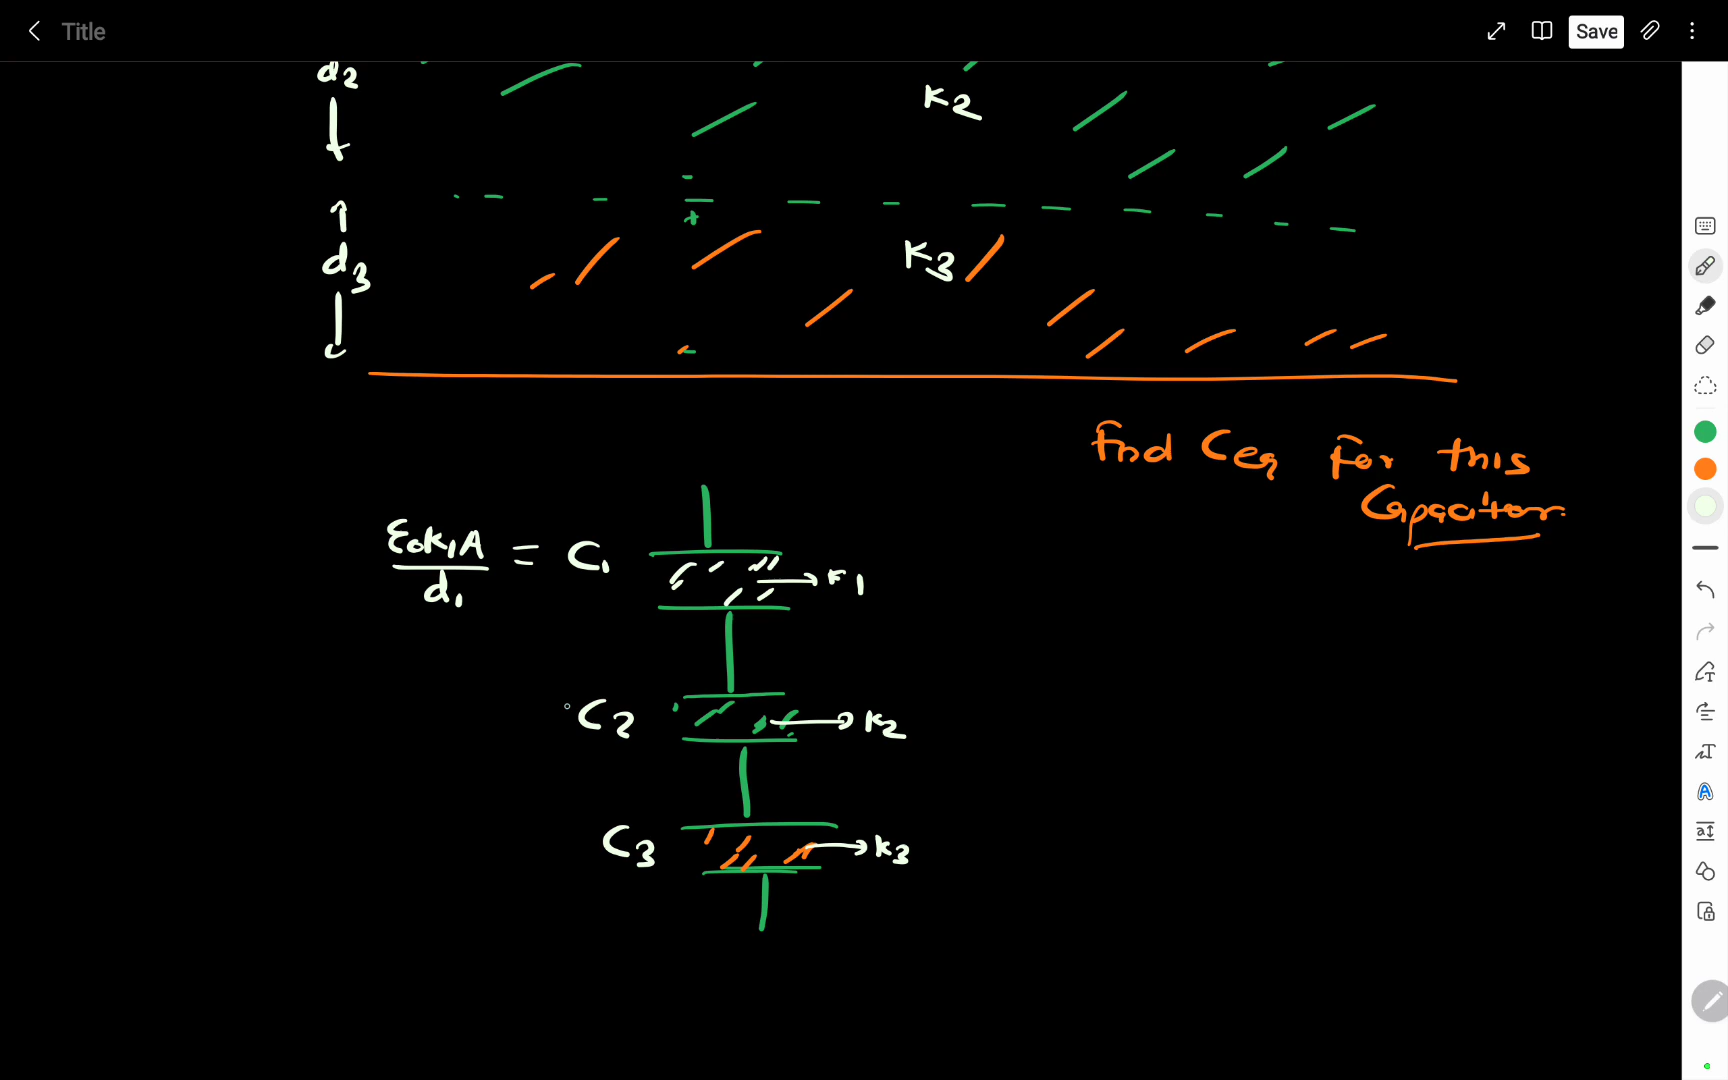 Title
Save
d2
K2
d3
K3
Find Ceq For this
Capacitor
ε0k1A = C1
d1
K1
C2
K2
C3
K3